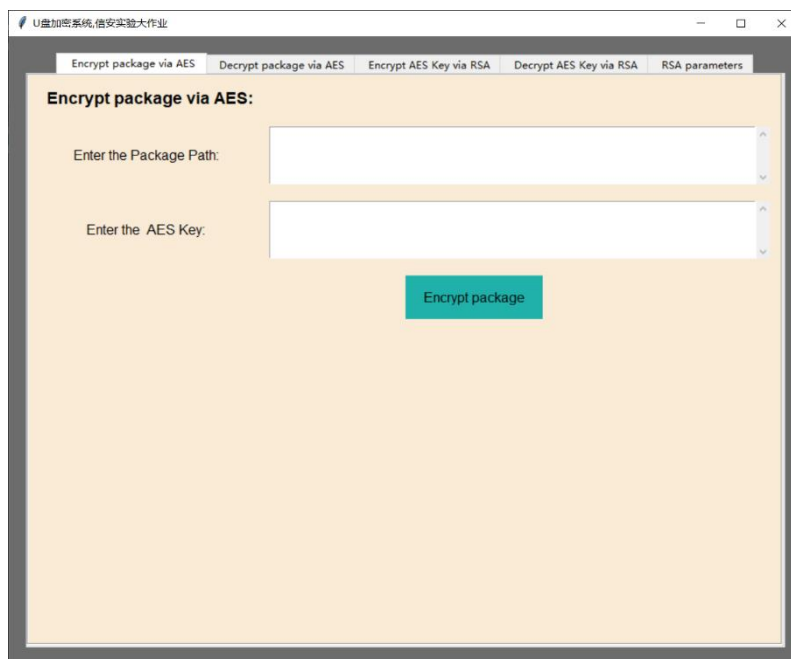 U盘加密系统,信安实验大作业
Encrypt package via AES
Decrypt package via AES
Encrypt AES Key via RSA
Decrypt AES Key via RSA
RSA parameters
Encrypt package via AES:
Enter the Package Path:
Enter the  AES Key:
Encrypt package